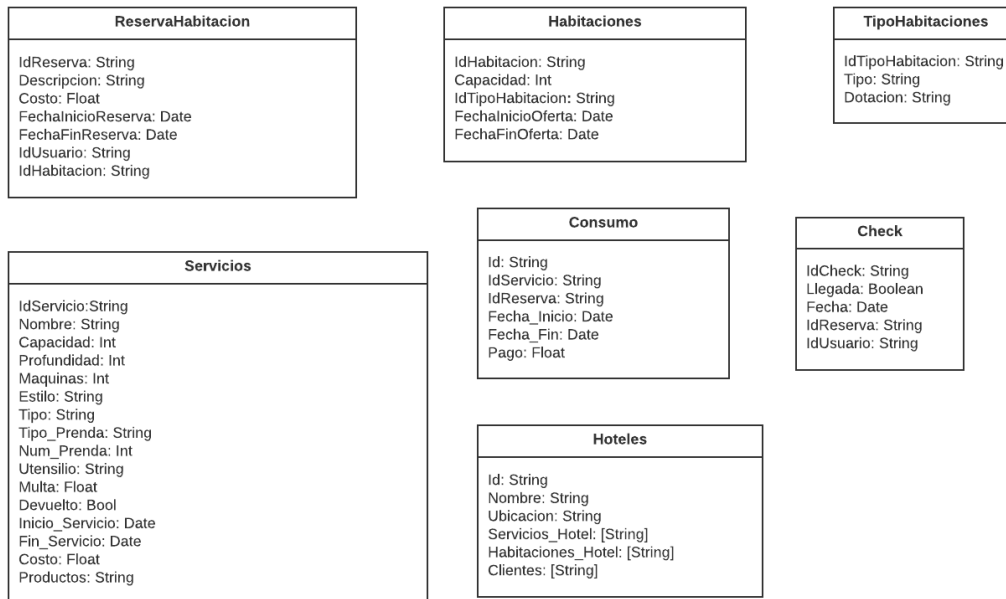 ReservaHabitacion
IdReserva: String
Descripcion: String
Costo: Float
FechaInicioReserva: Date
FechaFinReserva: Date
IdUsuario: String
IdHabitacion: String
Habitaciones
IdHabitacion: String
Capacidad: Int
IdTipoHabitacion: String
FechaInicioOferta: Date
FechaFinOferta: Date
TipoHabitaciones
IdTipoHabitacion: String
Tipo: String
Dotacion: String
Servicios
IdServicio:String
Nombre: String
Capacidad: Int
Profundidad: Int
Maquinas: Int
Estilo: String
Tipo: String
Tipo_Prenda: String
Num_Prenda: Int
Utensilio: String
Multa: Float
Devuelto: Bool
Inicio_Servicio: Date
Fin_Servicio: Date
Costo: Float
Productos: String
Consumo
Id: String
IdServicio: String
IdReserva: String
Fecha_Inicio: Date
Fecha_Fin: Date
Pago: Float
Check
IdCheck: String
Llegada: Boolean
Fecha: Date
IdReserva: String
IdUsuario: String
Hoteles
Id: String
Nombre: String
Ubicacion: String
Servicios_Hotel: [String]
Habitaciones_Hotel: [String]
Clientes: [String]